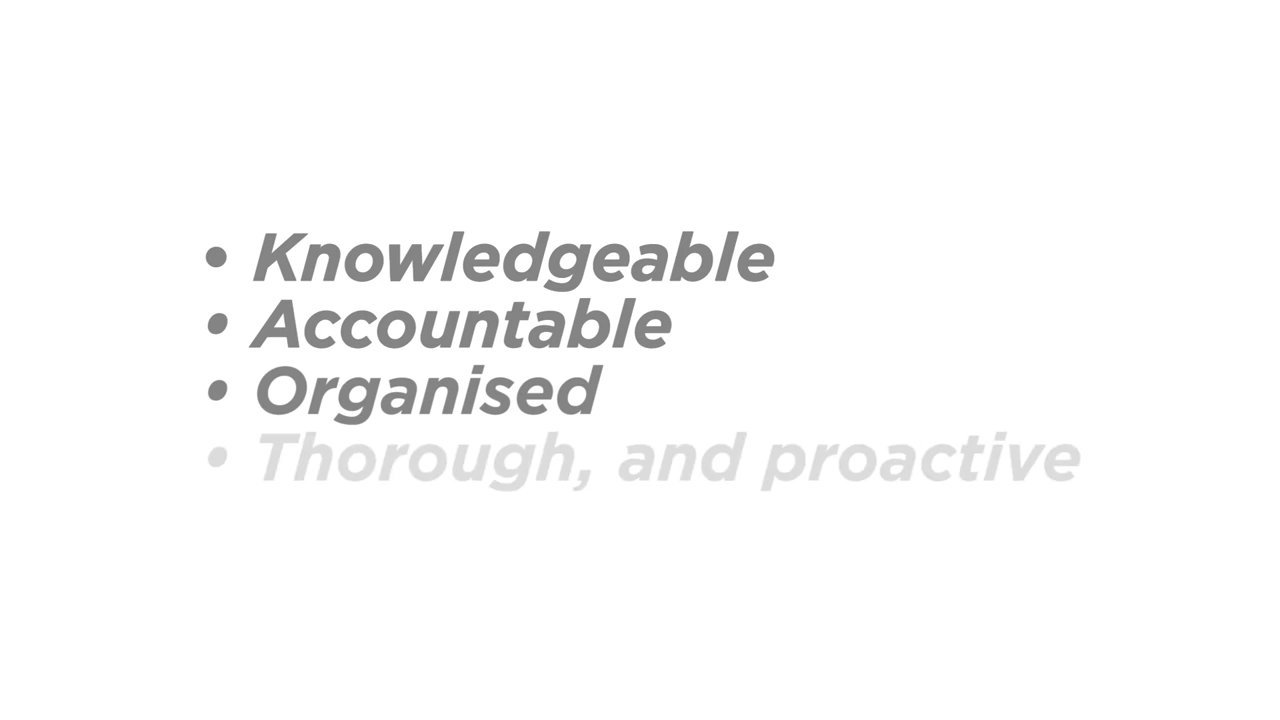 • Knowledgeable
• Accountable
• Organised
• Thorough, and proactive